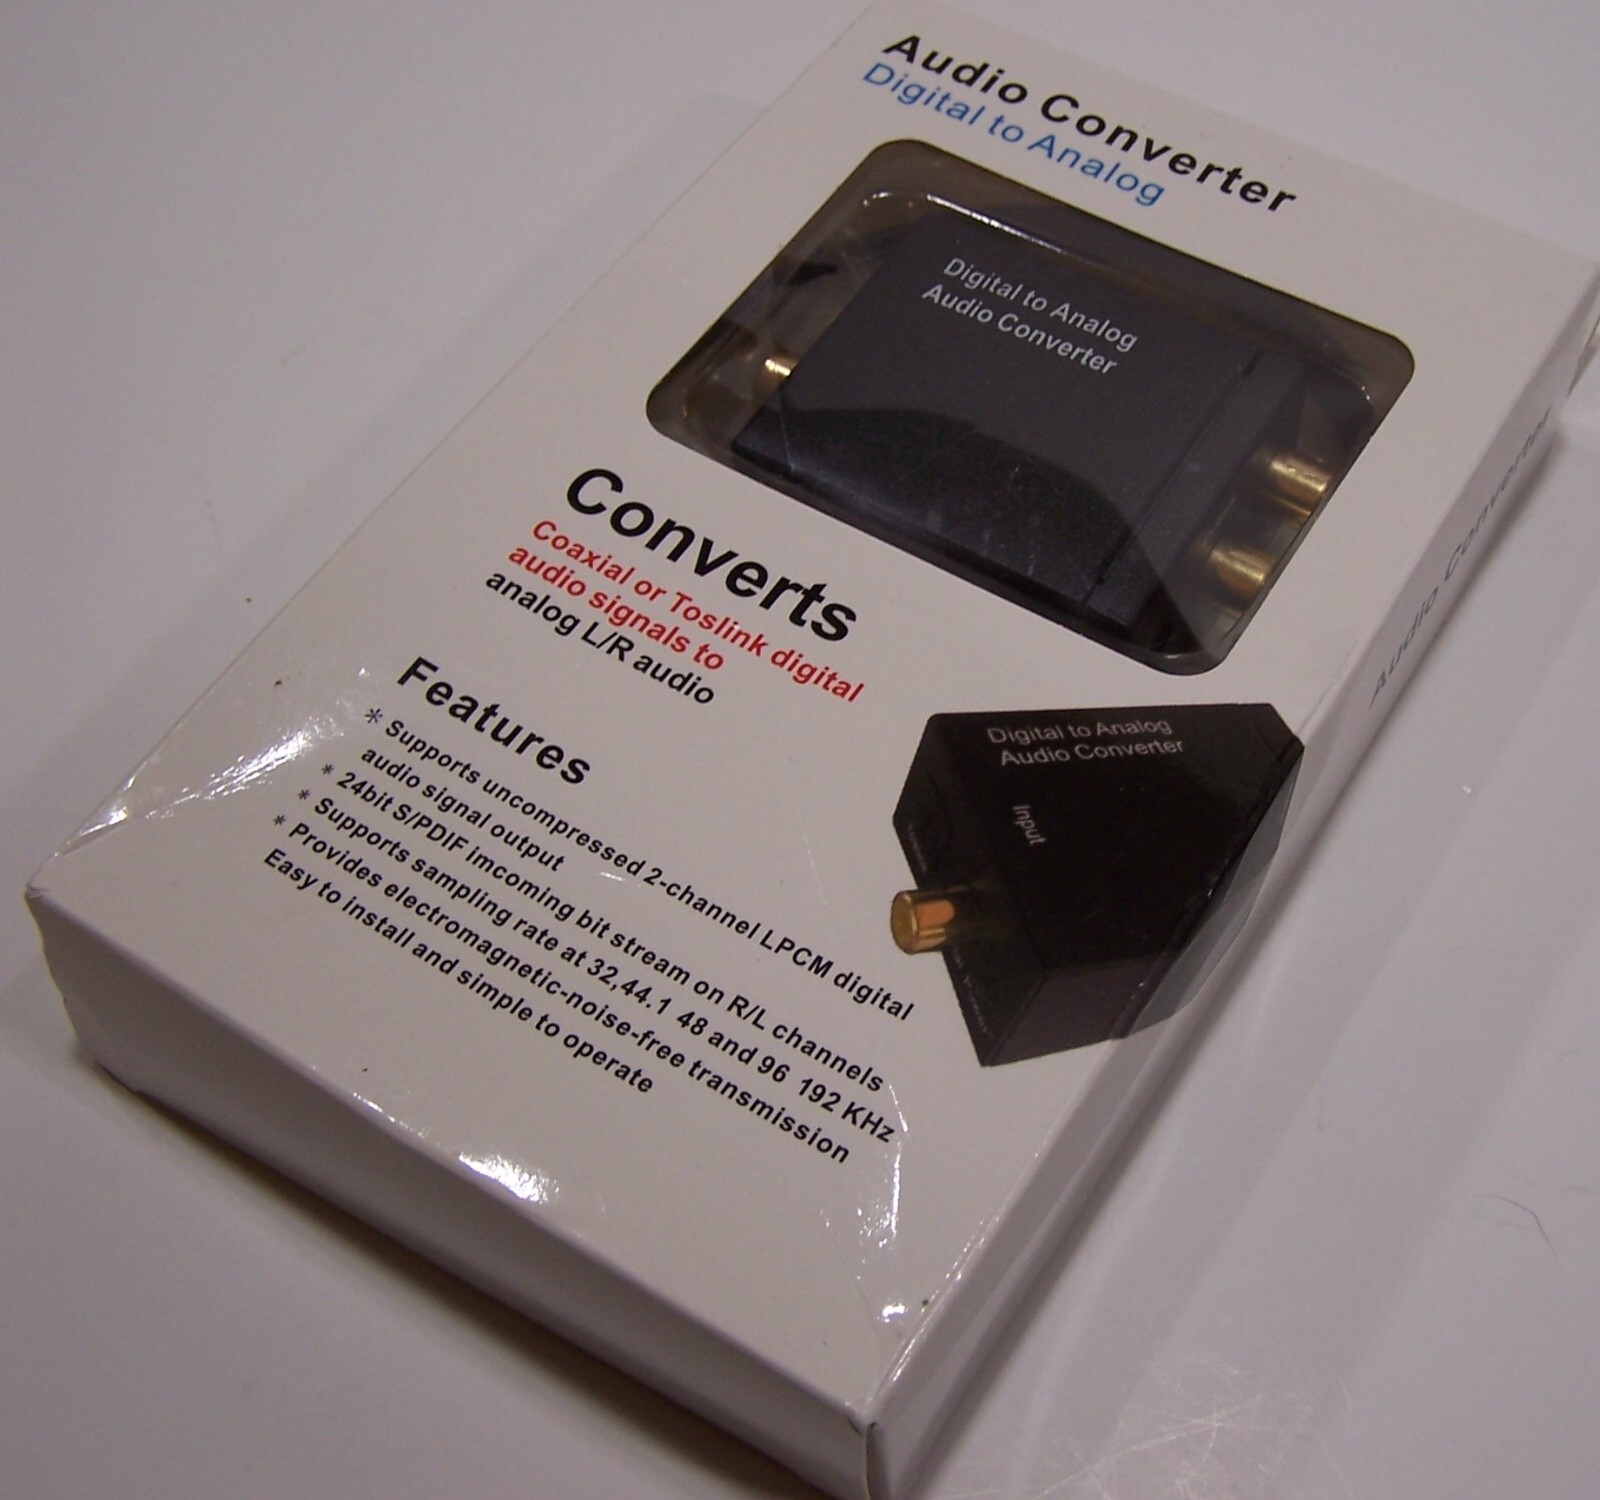 Audio Converter
Digital to Analog
Digital to Analog
Audio Converter
Converts
Coaxial or Toslink digital
audio signals to
analog L/R audio
Features
* Supports uncompressed 2-channel LPCM digital
audio signal output
* 24bit S/PDIF imcoming bit stream on R/L channels
* Supports sampling rate at 32,44.1 48 and 96 192 KHz
* Provides electromagnetic-noise-free transmission
Easy to install and simple to operate
Digital to Analog
Audio Converter
Input
Audio Converter